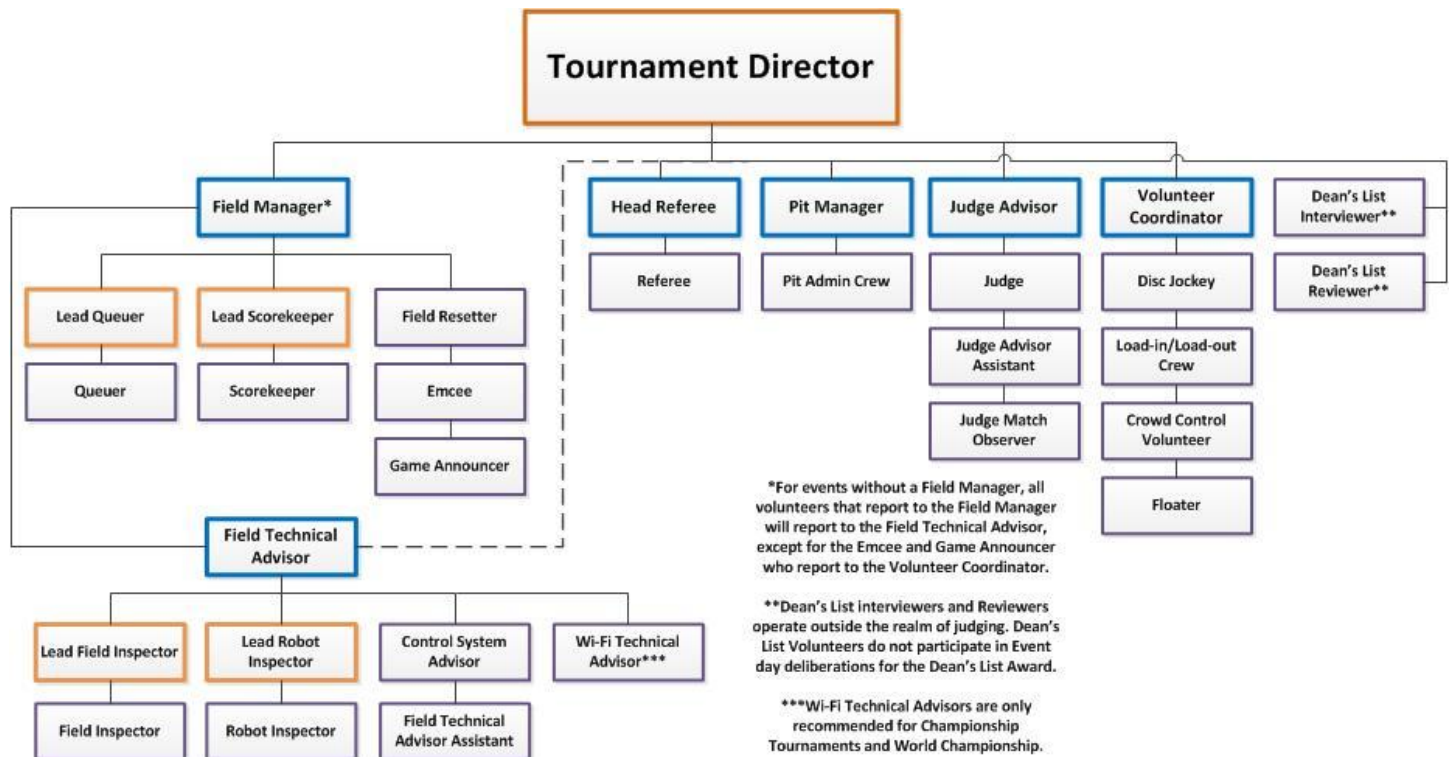 Tournament Director
Field Manager*
Head Referee
Pit Manager
Judge Advisor
Volunteer
Coordinator
Dean's List
Interviewer**
Referee
Pit Admin Crew
Judge
Disc Jockey
Dean's List
Reviewer**
Lead Queuer
Lead Scorekeeper
Field Resetter
Judge Advisor
Assistant
Load-in/Load-out
Crew
Queuer
Scorekeeper
Emcee
Judge Match
Observer
Crowd Control
Volunteer
Game Announcer
Floater
*For events without a Field Manager, all
volunteers that report to the Field Manager
will report to the Field Technical Advisor,
except for the Emcee and Game Announcer
who report to the Volunteer Coordinator.
Field Technical
Advisor
**Dean's List interviewers and Reviewers
operate outside the realm of judging. Dean's
List Volunteers do not participate in Event
day deliberations for the Dean's List Award.
Lead Field Inspector
Lead Robot
Inspector
Control System
Advisor
Wi-Fi Technical
Advisor***
***Wi-Fi Technical Advisors are only
recommended for Championship
Tournaments and World Championship.
Field Inspector
Robot Inspector
Field Technical
Advisor Assistant